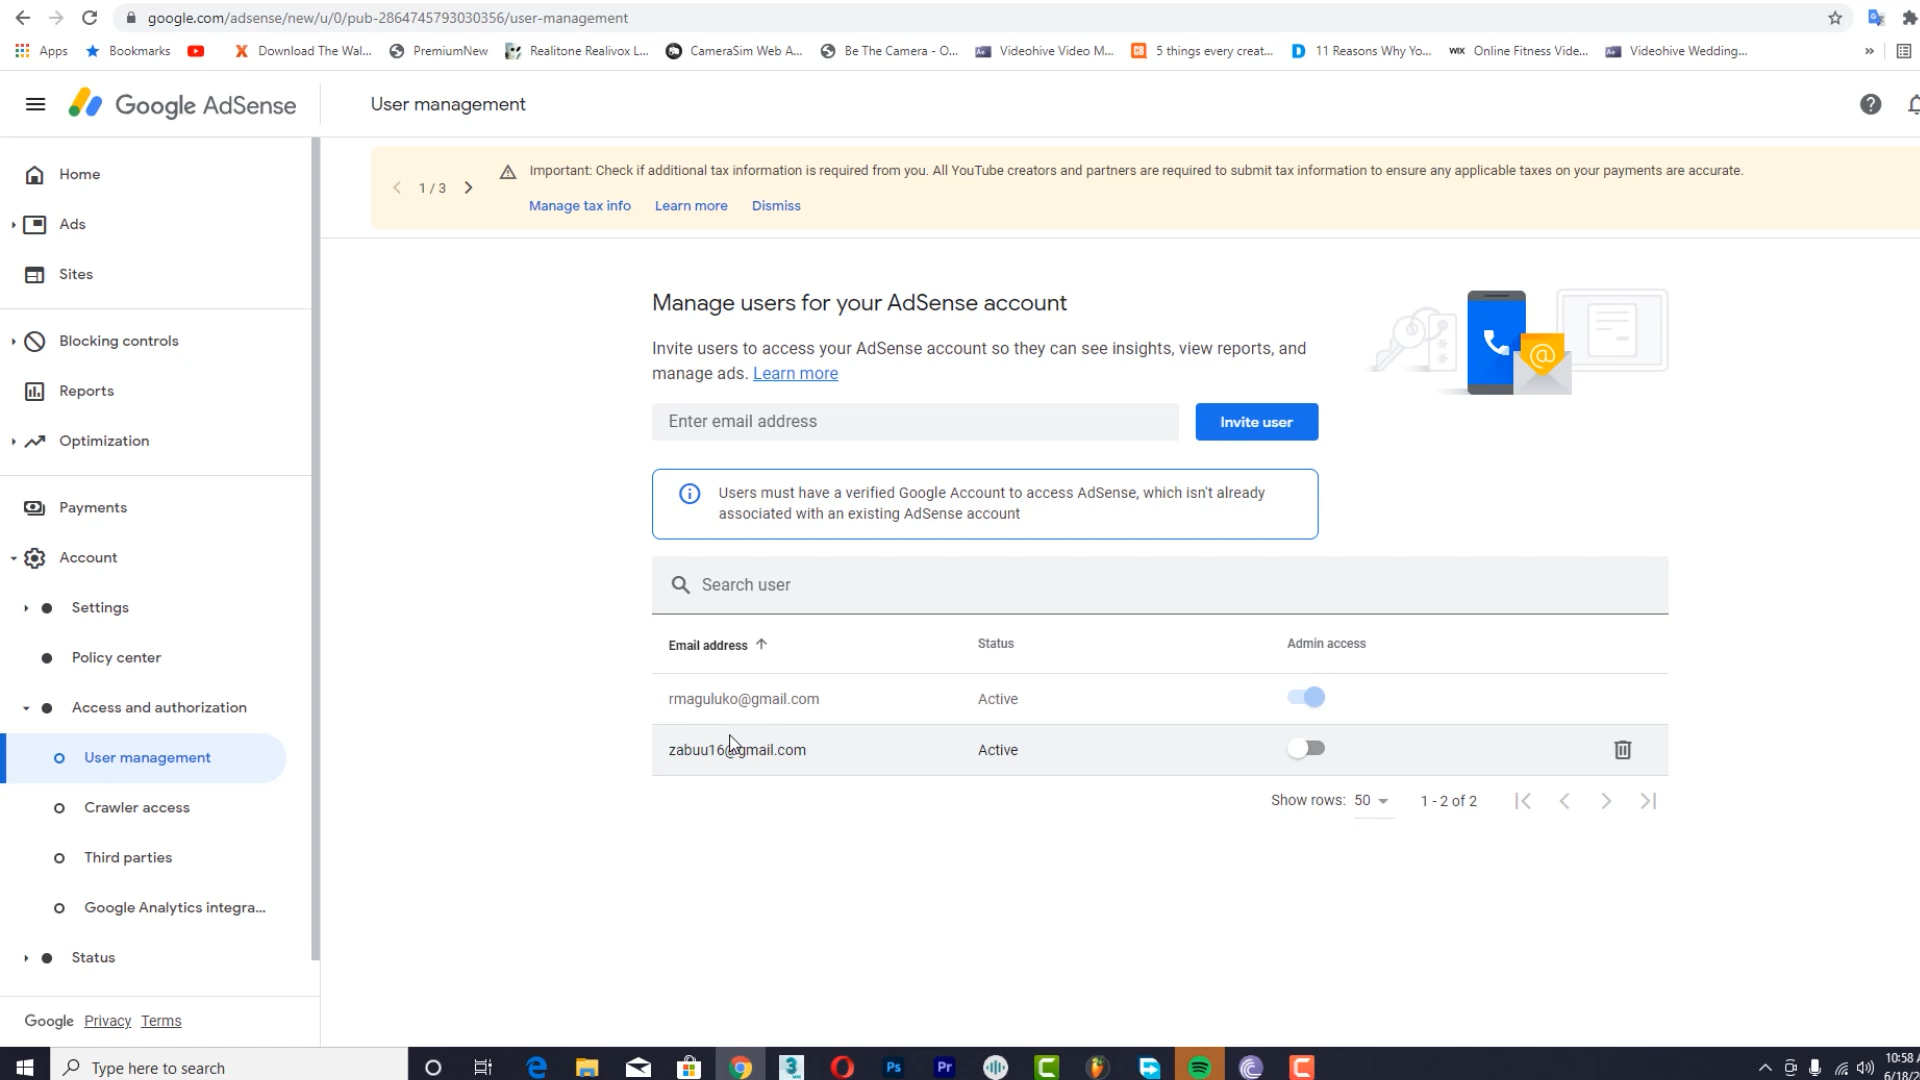 google.com/adsense/new/u/0/pub-2864745793030356/user-management
Apps
Bookmarks
Download The Wal...
PremiumNew
Realitone Realivox L...
CameraSim Web A...
Be The Camera - O...
Videohive Video M...
5 things every creat...
11 Reasons Why Yo...
Online Fitness Vide...
Videohive Wedding...
Google AdSense
User management
Home
Ads
Sites
Blocking controls
Reports
Optimization
Payments
Account
Settings
Policy center
Access and authorization
User management
Crawler access
Third parties
Google Analytics integra...
Status
Google Privacy Terms
1 / 3
Important: Check if additional tax information is required from you. All YouTube creators and partners are required to submit tax information to ensure any applicable taxes on your payments are accurate.
Manage tax info Learn more Dismiss
Manage users for your AdSense account
Invite users to access your AdSense account so they can see insights, view reports, and
manage ads. Learn more
Enter email address
Invite user
Users must have a verified Google Account to access AdSense, which isn't already
associated with an existing AdSense account
Search user
Email address Status Admin access
rmaguluko@gmail.com Active
zabuu16@gmail.com Active
Show rows: 50 1 - 2 of 2
Type here to search
10:58
6/18/2